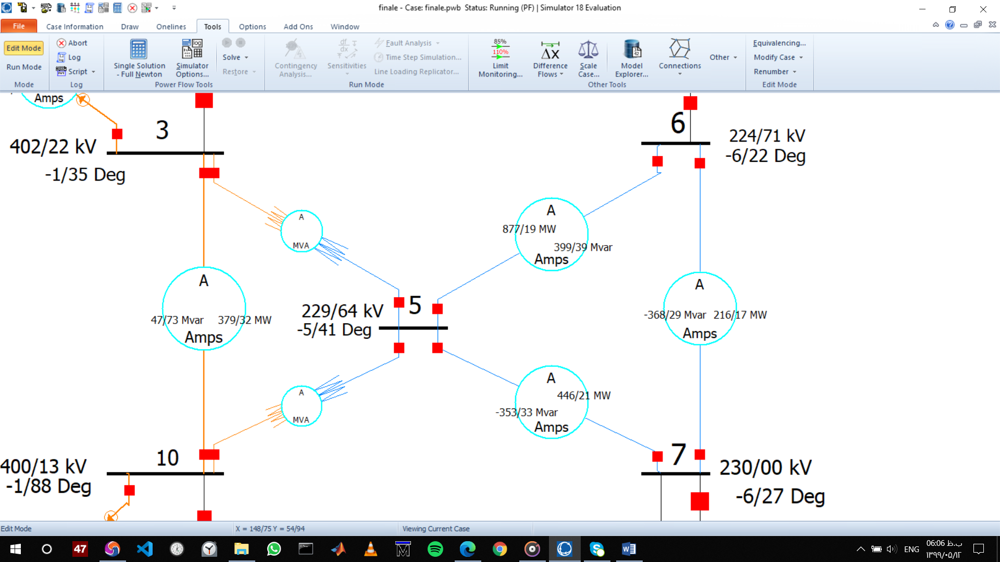 finale - Case: finale.pwb Status: Running (PF) | Simulator 18 Evaluation
File
Case Information
Draw
Onelines
Tools
Options
Add Ons
Window
Edit Mode
Run Mode
Mode
Abort
Log
Script
Log
Single Solution - Full Newton
Simulator Options...
Solve
Restore
Power Flow Tools
Contingency Analysis...
Sensitivities
Fault Analysis
Time Step Simulation...
Line Loading Replicator...
Run Mode
85%
110%
Limit Monitoring...
ΔX
Difference Flows
Scale Case...
Model Explorer...
Connections
Other
Other Tools
Equivalencing...
Modify Case
Renumber
Edit Mode
Amps
3
402/22 kV
-1/35 Deg
6
224/71 kV
-6/22 Deg
A
MVA
A
877/19 MW
399/39 Mvar
Amps
A
47/73 Mvar 379/32 MW
Amps
5
229/64 kV
-5/41 Deg
A
-368/29 Mvar 216/17 MW
Amps
A
MVA
A
446/21 MW
-353/33 Mvar
Amps
10
400/13 kV
-1/88 Deg
7
230/00 kV
-6/27 Deg
Edit Mode
X = 148/75 Y = 54/94
Viewing Current Case
47
ENG
06:06 ب.ظ
۱۳۹۹/۰۵/۱۲